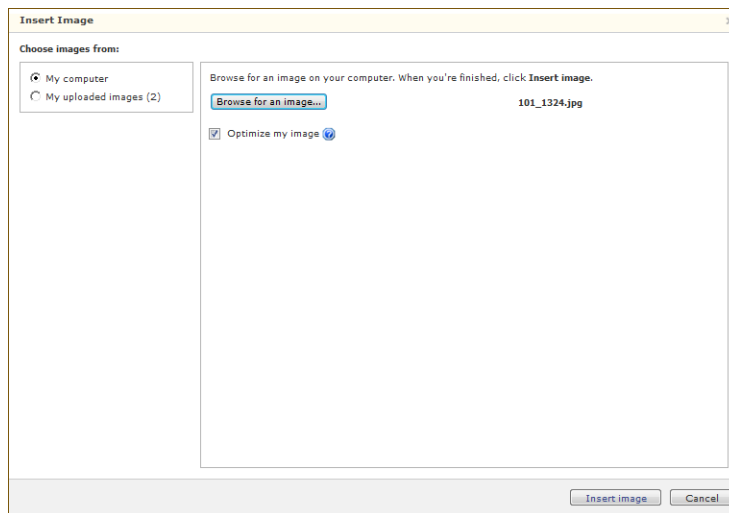 Insert Image
Choose images from:
My computer
My uploaded images (2)
Browse for an image on your computer. When you're finished, click Insert image.
Browse for an image...
101_1324.jpg
Optimize my image
Insert image
Cancel